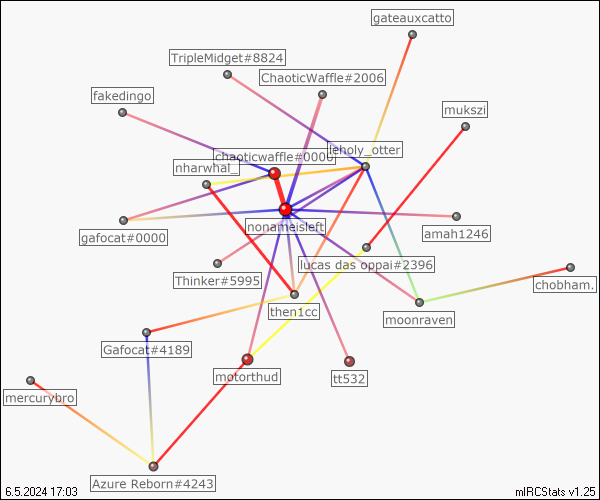 gateauxcatto
TripleMidget#8824
ChaoticWaffle#2006
fakedingo
mukszi
leholy_otter
chaoticwaffle#0000
nharwhal_
nonameisleft
amah1246
gafocat#0000
lucas das oppai#2396
Thinker#5995
chobham.
then1cc
moonraven
Gafocat#4189
motorthud
tt532
mercurybro
Azure Reborn#4243
6.5.2024 17:03
mIRCStats v1.25